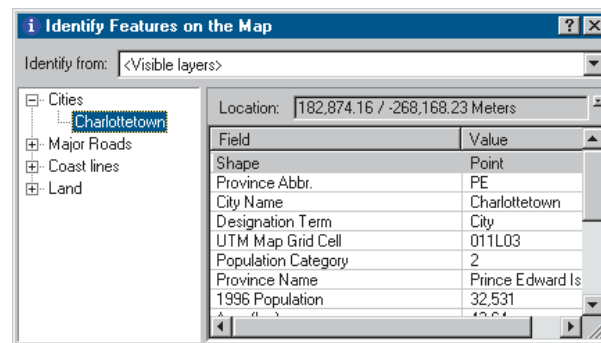 Identify Features on the Map
Identify from: <Visible layers>
Cities
Charlottetown
Major Roads
Coast lines
Land
Location: 182,874.16 / -268,168.23 Meters
Field Value
Shape Point
Province Abbr. PE
City Name Charlottetown
Designation Term City
UTM Map Grid Cell 011L03
Population Category 2
Province Name Prince Edward Is
1996 Population 32,531